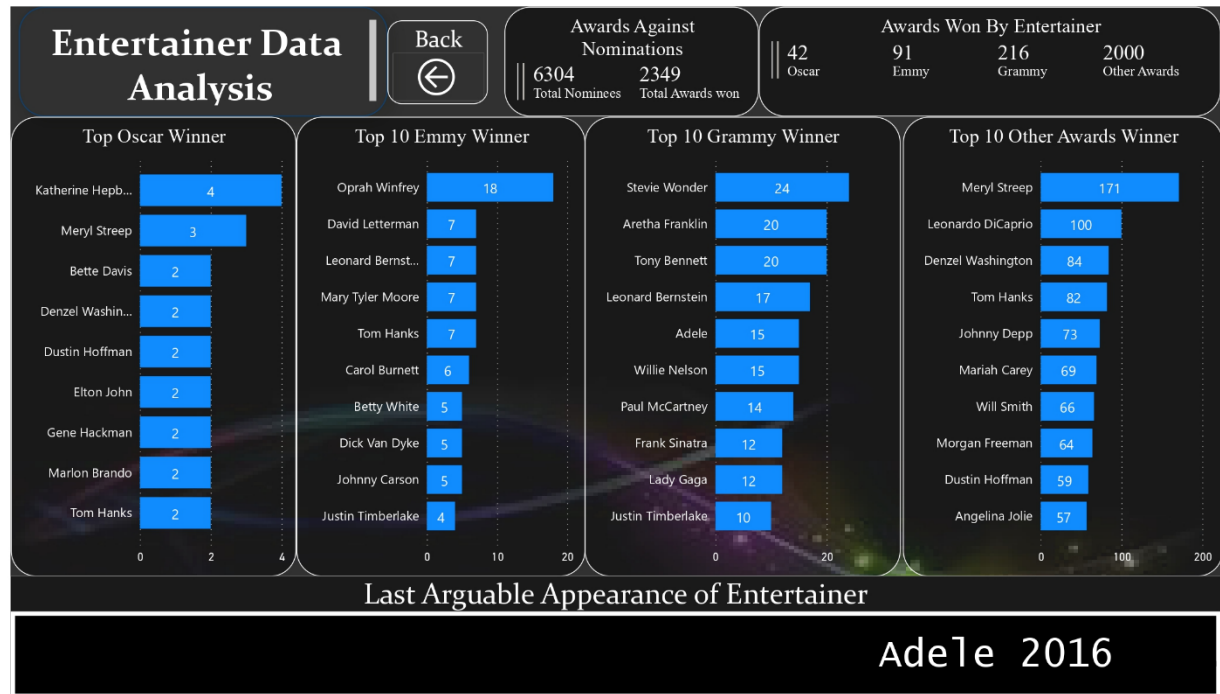 Entertainer Data
Analysis
Back
Awards Against
Nominations
6304 2349
Total Nominees Total Awards won
Awards Won By Entertainer
42 91 216 2000
Oscar Emmy Grammy Other Awards
Top Oscar Winner
Katherine Hepb... 4
Meryl Streep 3
Bette Davis 2
Denzel Washin... 2
Dustin Hoffman 2
Elton John 2
Gene Hackman 2
Marlon Brando 2
Tom Hanks 2
0 2 4
Top 10 Emmy Winner
Oprah Winfrey 18
David Letterman 7
Leonard Bernst... 7
Mary Tyler Moore 7
Tom Hanks 7
Carol Burnett 6
Betty White 5
Dick Van Dyke 5
Johnny Carson 5
Justin Timberlake 4
0 10 20
Top 10 Grammy Winner
Stevie Wonder 24
Aretha Franklin 20
Tony Bennett 20
Leonard Bernstein 17
Adele 15
Willie Nelson 15
Paul McCartney 14
Frank Sinatra 12
Lady Gaga 12
Justin Timberlake 10
0 20
Top 10 Other Awards Winner
Meryl Streep 171
Leonardo DiCaprio 100
Denzel Washington 84
Tom Hanks 82
Johnny Depp 73
Mariah Carey 69
Will Smith 66
Morgan Freeman 64
Dustin Hoffman 59
Angelina Jolie 57
0 100 200
Last Arguable Appearance of Entertainer
Adele 2016